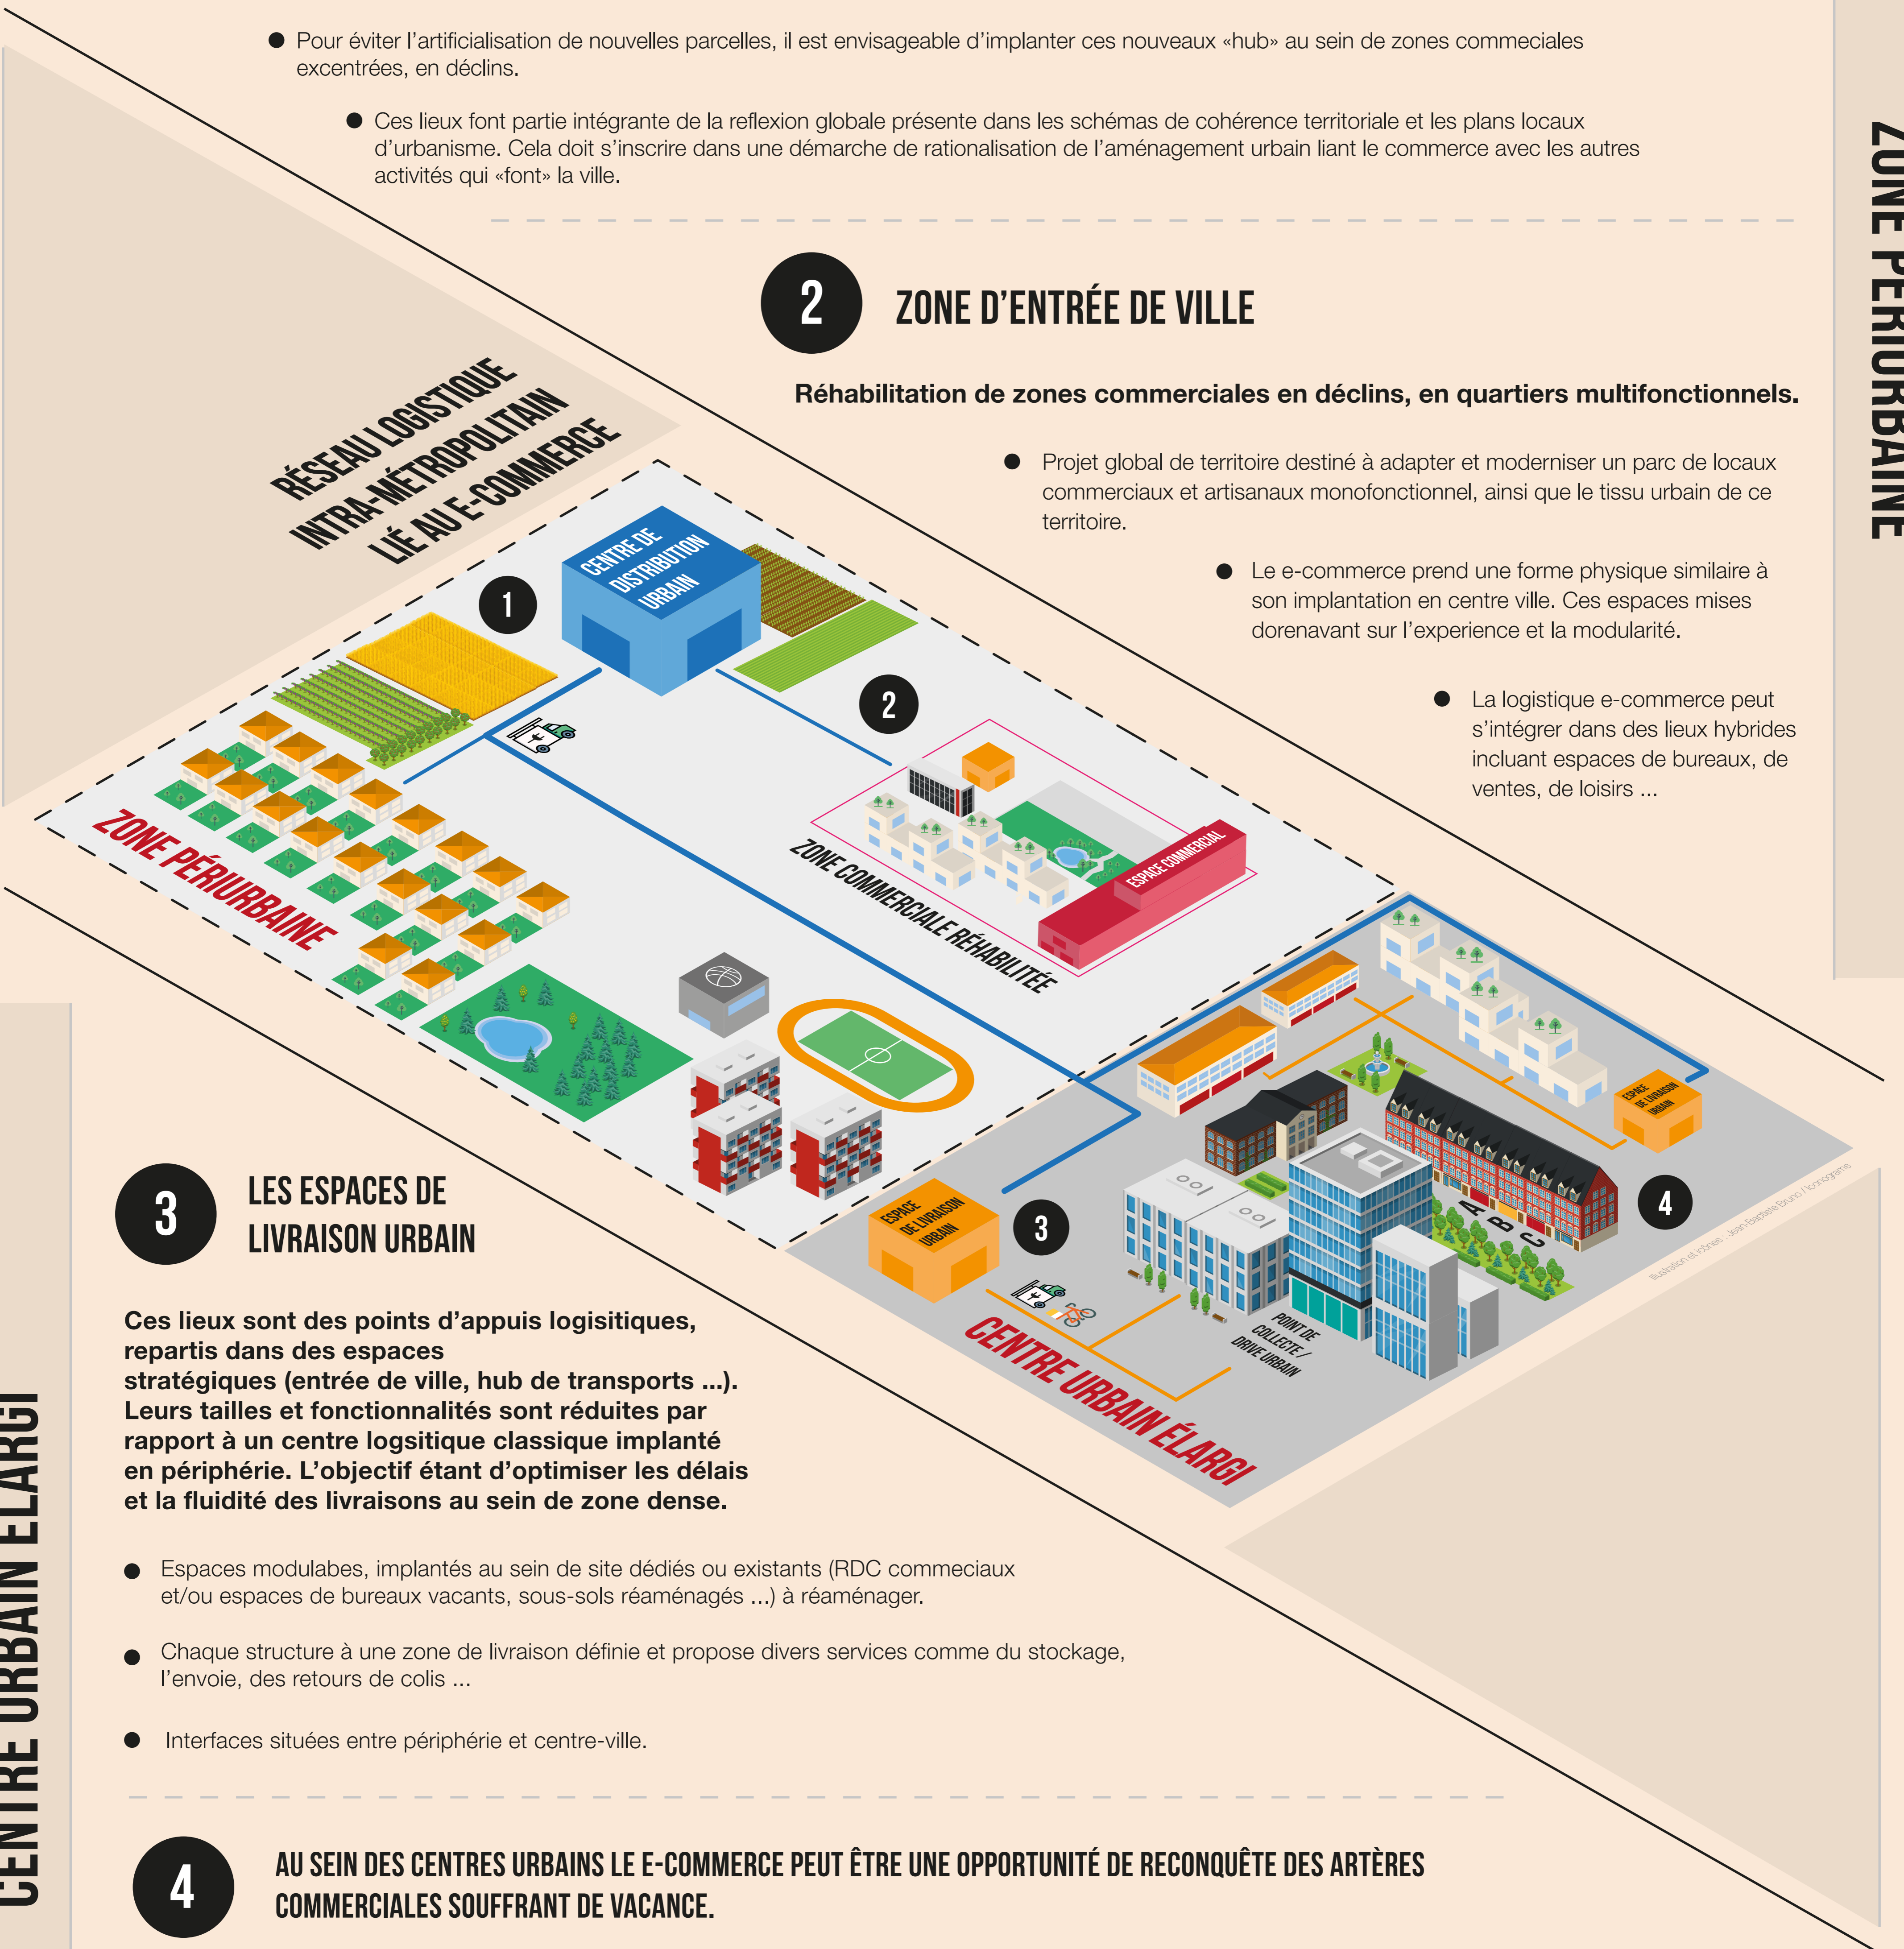 ● Pour éviter l'artificialisation de nouvelles parcelles, il est envisageable d'implanter ces nouveaux «hub» au sein de zones commeciales
excentrées, en déclins.
● Ces lieux font partie intégrante de la reflexion globale présente dans les schémas de cohérence territoriale et les plans locaux
d'urbanisme. Cela doit s'inscrire dans une démarche de rationalisation de l'aménagement urbain liant le commerce avec les autres
activités qui «font» la ville.
ZONE PÉRIURBAINE
2
ZONE D'ENTRÉE DE VILLE
Réhabilitation de zones commerciales en déclins, en quartiers multifonctionnels.
● Projet global de territoire destiné à adapter et moderniser un parc de locaux
commerciaux et artisanaux monofonctionnel, ainsi que le tissu urbain de ce
territoire.
● Le e-commerce prend une forme physique similaire à
son implantation en centre ville. Ces espaces mises
dorenavant sur l'experience et la modularité.
● La logistique e-commerce peut
s'intégrer dans des lieux hybrides
incluant espaces de bureaux, de
ventes, de loisirs ...
RÉSEAU LOGISTIQUE
INTRA-MÉTROPOLITAIN
LIÉ AU E-COMMERCE
1
CENTRE DE
DISTRIBUTION
URBAIN
2
ZONE PÉRIURBAINE
ZONE COMMERCIALE RÉHABILITÉE
ESPACE COMMERCIAL
ESPACE
DE LIVRAISON
URBAIN
4
A
B
C
Illustration et icônes : Jean-Baptiste Bruno / Iconograms
ESPACE
DE LIVRAISON
URBAIN
3
POINT DE
COLLECTE /
DRIVE URBAIN
CENTRE URBAIN ÉLARGI
3
LES ESPACES DE
LIVRAISON URBAIN
Ces lieux sont des points d'appuis logisitiques,
repartis dans des espaces
stratégiques (entrée de ville, hub de transports ...).
Leurs tailles et fonctionnalités sont réduites par
rapport à un centre logsitique classique implanté
en périphérie. L'objectif étant d'optimiser les délais
et la fluidité des livraisons au sein de zone dense.
● Espaces modulabes, implantés au sein de site dédiés ou existants (RDC commeciaux
et/ou espaces de bureaux vacants, sous-sols réaménagés ...) à réaménager.
● Chaque structure à une zone de livraison définie et propose divers services comme du stockage,
l'envoie, des retours de colis ...
● Interfaces situées entre périphérie et centre-ville.
CENTRE URBAIN ÉLARGI
4
AU SEIN DES CENTRES URBAINS LE E-COMMERCE PEUT ÊTRE UNE OPPORTUNITÉ DE RECONQUÊTE DES ARTÈRES
COMMERCIALES SOUFFRANT DE VACANCE.